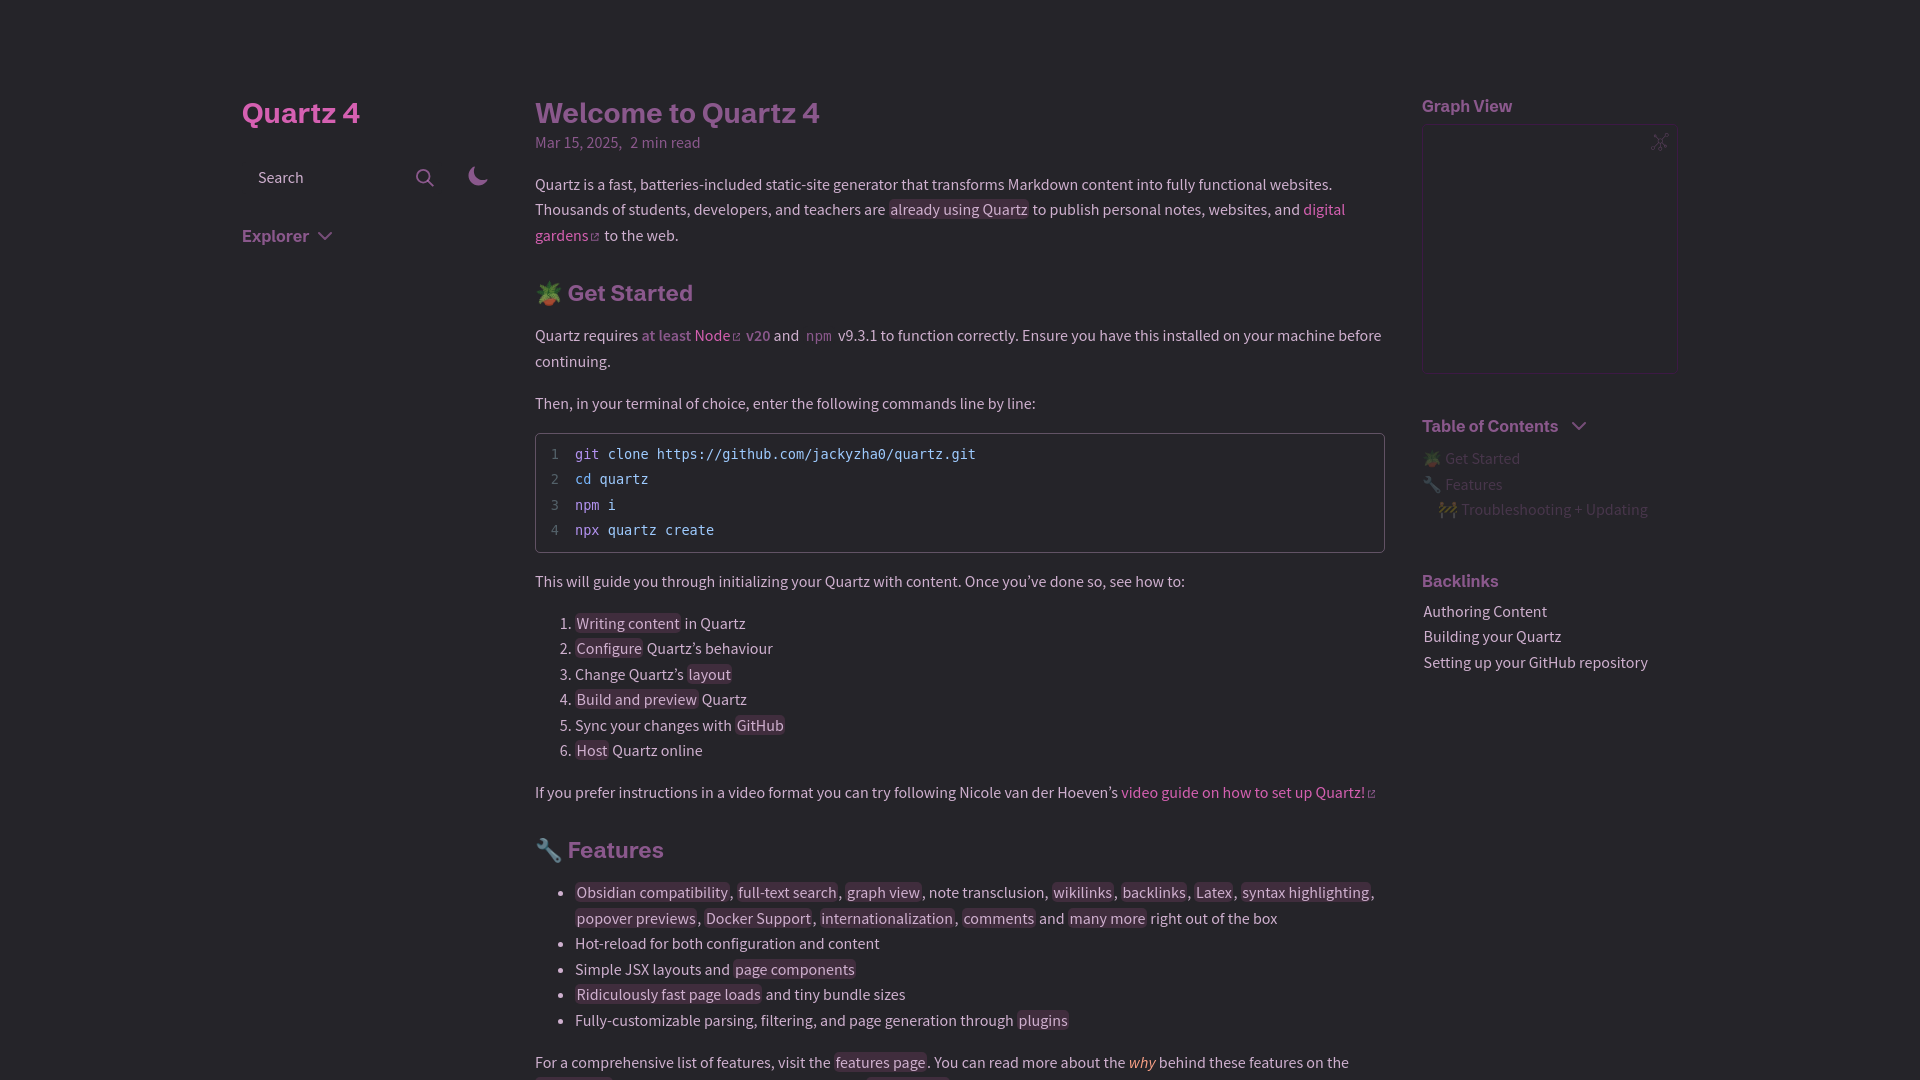 Quartz 4
Search
Explorer
Welcome to Quartz 4
Mar 15, 2025, 2 min read
Quartz is a fast, batteries-included static-site generator that transforms Markdown content into fully functional websites.
Thousands of students, developers, and teachers are already using Quartz to publish personal notes, websites, and digital
gardens to the web.
🪴 Get Started
Quartz requires at least Node v20 and npm v9.3.1 to function correctly. Ensure you have this installed on your machine before
continuing.
Then, in your terminal of choice, enter the following commands line by line:
1 git clone https://github.com/jackyzha0/quartz.git
2 cd quartz
3 npm i
4 npx quartz create
This will guide you through initializing your Quartz with content. Once you’ve done so, see how to:
1. Writing content in Quartz
2. Configure Quartz’s behaviour
3. Change Quartz’s layout
4. Build and preview Quartz
5. Sync your changes with GitHub
6. Host Quartz online
If you prefer instructions in a video format you can try following Nicole van der Hoeven’s video guide on how to set up Quartz!
🔧 Features
• Obsidian compatibility, full-text search, graph view, note transclusion, wikilinks, backlinks, Latex, syntax highlighting,
popover previews, Docker Support, internationalization, comments and many more right out of the box
• Hot-reload for both configuration and content
• Simple JSX layouts and page components
• Ridiculously fast page loads and tiny bundle sizes
• Fully-customizable parsing, filtering, and page generation through plugins
For a comprehensive list of features, visit the features page. You can read more about the why behind these features on the
Graph View
Table of Contents
🪴 Get Started
🔧 Features
🚧 Troubleshooting + Updating
Backlinks
Authoring Content
Building your Quartz
Setting up your GitHub repository